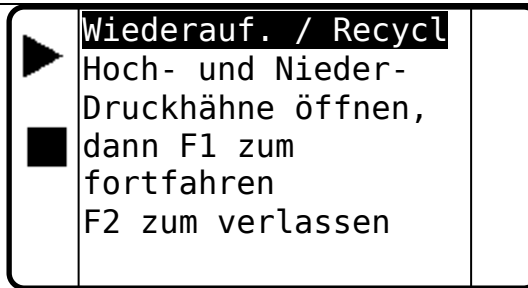 Wiederauf. / Recycl
Hoch- und Nieder-
Druckhähne öffnen,
dann F1 zum
fortfahren
F2 zum verlassen